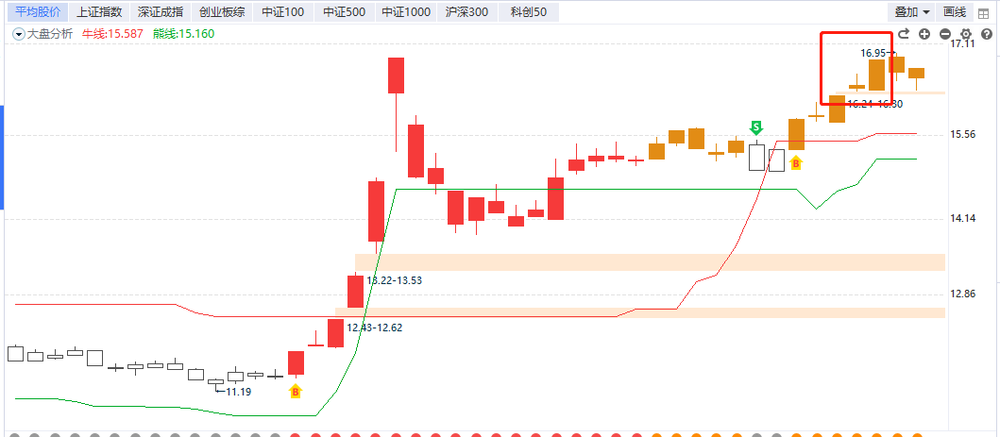 平均股价 上证指数 深证成指 创业板综 中证100 中证500 中证1000 沪深300 科创50 叠加 画线
大盘分析 牛线:15.587 熊线:15.160
17.11
16.95
16.24-16.30
S
15.56
B
14.14
13.22-13.53
12.86
12.43-12.62
11.19
B